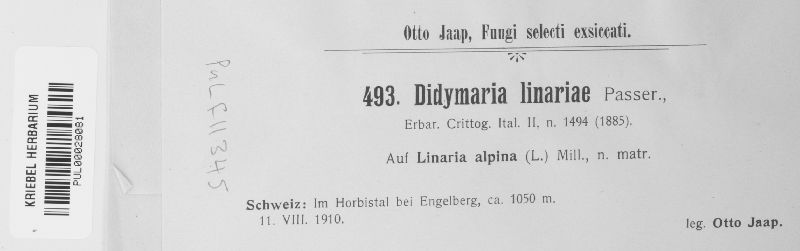 KRIEBEL HERBARIUM
PUL00028081
PUL F11345
Otto Jaap, Fungi selecti exsiccati.
493. Didymaria linariae Passer.,
Erbar. Crittog. Ital. II, n. 1494 (1885).
Auf Linaria alpina (L.) Mill., n. matr.
Schweiz: Im Horbistal bei Engelberg, ca. 1050 m.
11. VIII. 1910.
leg. Otto Jaap.